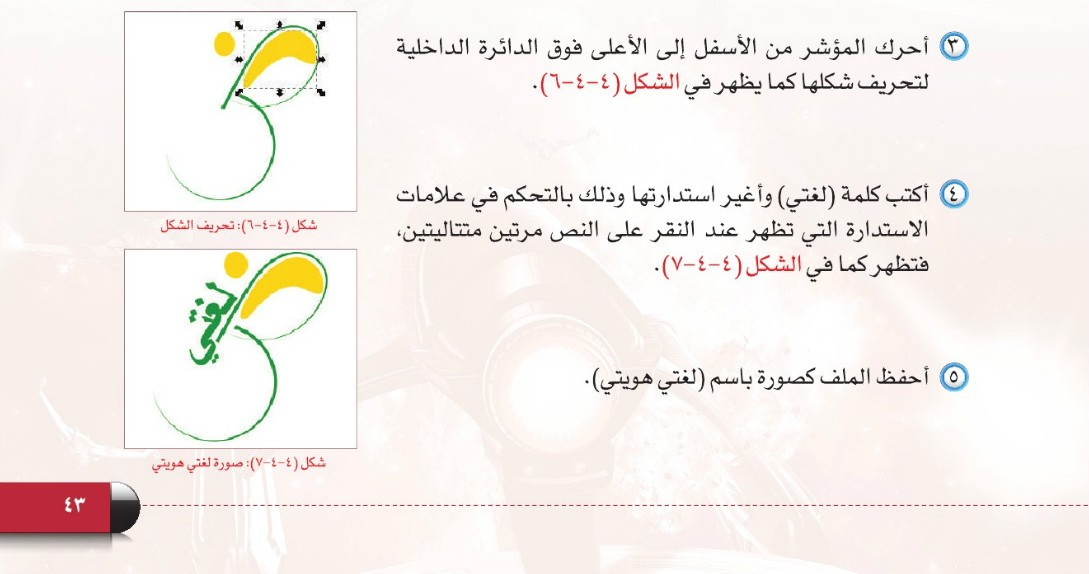 ٣ أحرك المؤشر من الأسفل إلى الأعلى فوق الدائرة الداخلية
لتحريف شكلها كما يظهر في الشكل (٤-٤-٦).
شكل (٤-٤-٦): تحريف الشكل
٤ أكتب كلمة (لغتي) وأغير استدارتها وذلك بالتحكم في علامات
الاستدارة التي تظهر عند النقر على النص مرتين متتاليتين،
فتظهر كما في الشكل (٤-٤-٧).
لغتي
٥ أحفظ الملف كصورة باسم (لغتي هويتي).
شكل (٤-٤-٧): صورة لغتي هويتي
٤٣